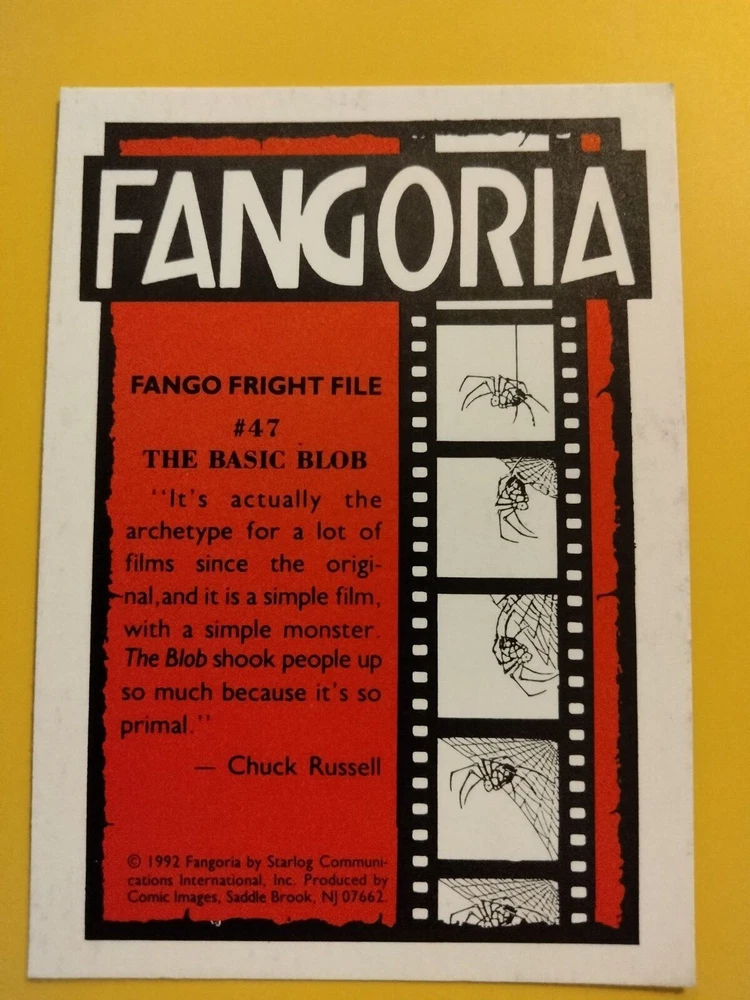 FANGORIA
FANGO FRIGHT FILE
#47
THE BASIC BLOB
"It's actually the
archetype for a lot of
films since the origi-
nal,and it is a simple film,
with a simple monster.
The Blob shook people up
so much because it's so
primal."
— Chuck Russell
© 1992 Fangoria by Starlog Communi-
cations International, Inc. Produced by
Comic Images, Saddle Brook, NJ 07662.